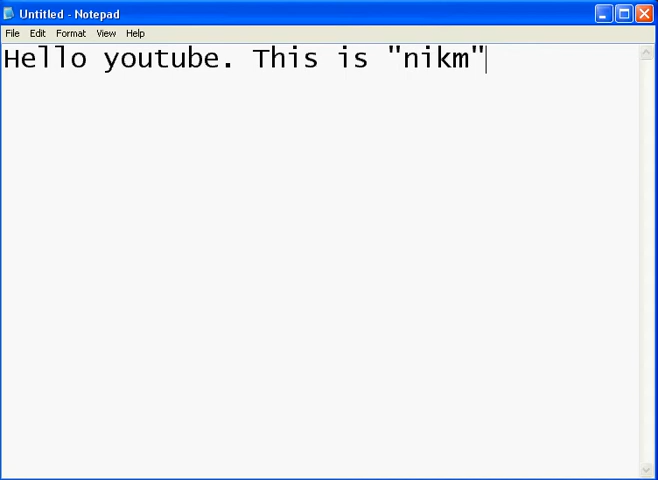 Untitled - Notepad
File Edit Format View Help
Hello youtube. This is "nikm"